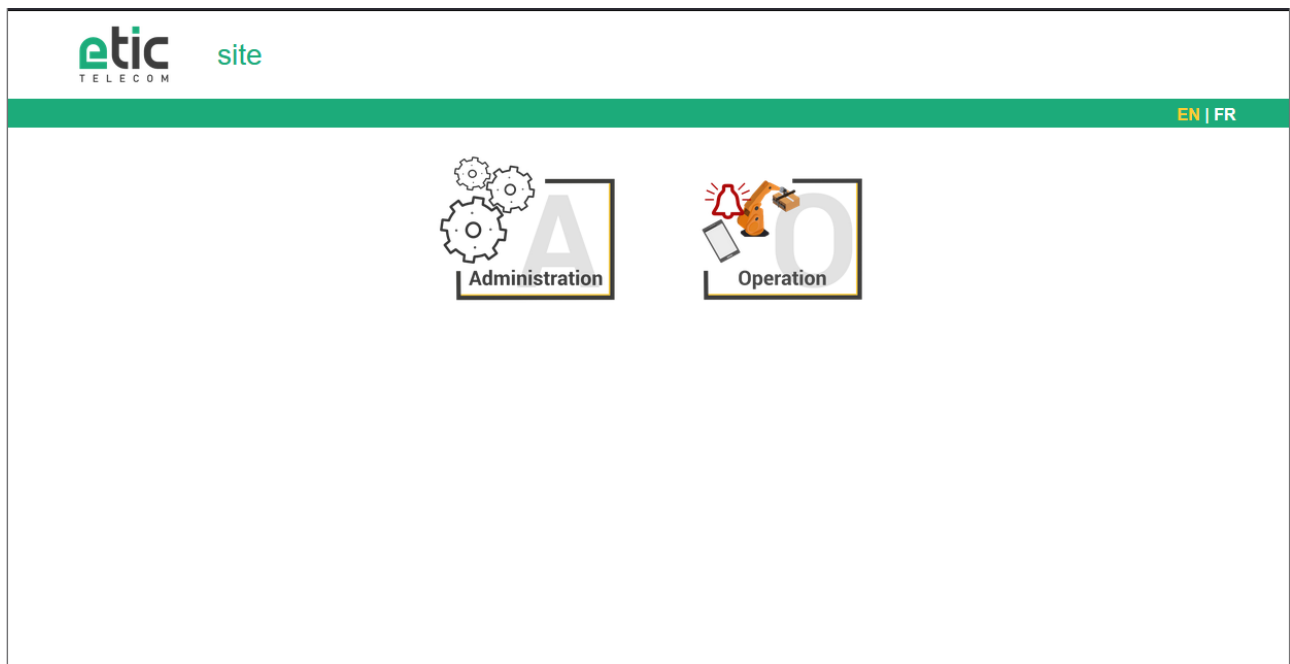 etic
TELECOM
site
EN | FR
A
Administration
O
Operation